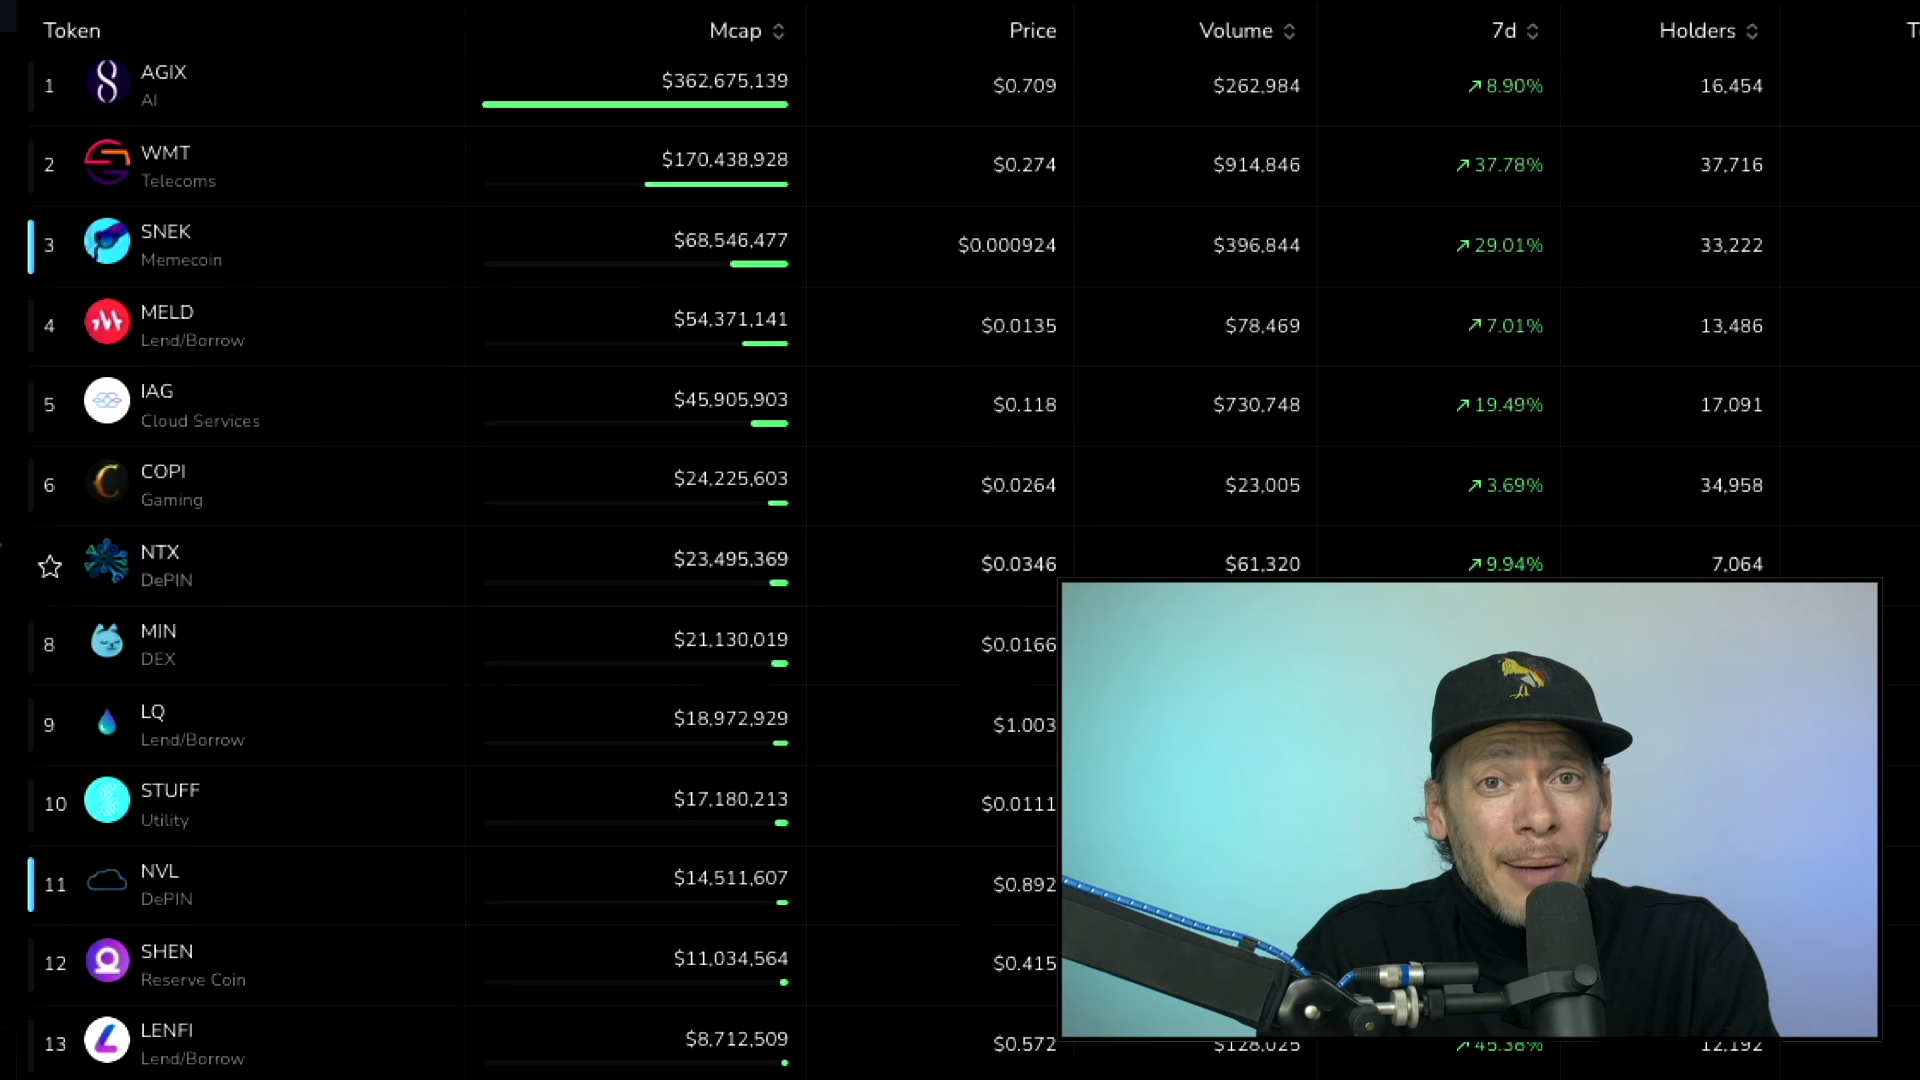 Token Mcap Price Volume 7d Holders
1 AGIX $362,675,139 $0.709 $262,984 8.90% 16,454
AI
2 WMT $170,438,928 $0.274 $914,846 37.78% 37,716
Telecoms
3 SNEK $68,546,477 $0.000924 $396,844 29.01% 33,222
Memecoin
4 MELD $54,371,141 $0.0135 $78,469 7.01% 13,486
Lend/Borrow
5 IAG $45,905,903 $0.118 $730,748 19.49% 17,091
Cloud Services
6 COPI $24,225,603 $0.0264 $23,005 3.69% 34,958
Gaming
NTX $23,495,369 $0.0346 $61,320 9.94% 7,064
DePIN
8 MIN $21,130,019 $0.0166
DEX
9 LQ $18,972,929 $1.003
Lend/Borrow
10 STUFF $17,180,213 $0.0111
Utility
11 NVL $14,511,607 $0.892
DePIN
12 SHEN $11,034,564 $0.415
Reserve Coin
13 LENFI $8,712,509 $0.572 $128,025 45.38% 12,192
Lend/Borrow